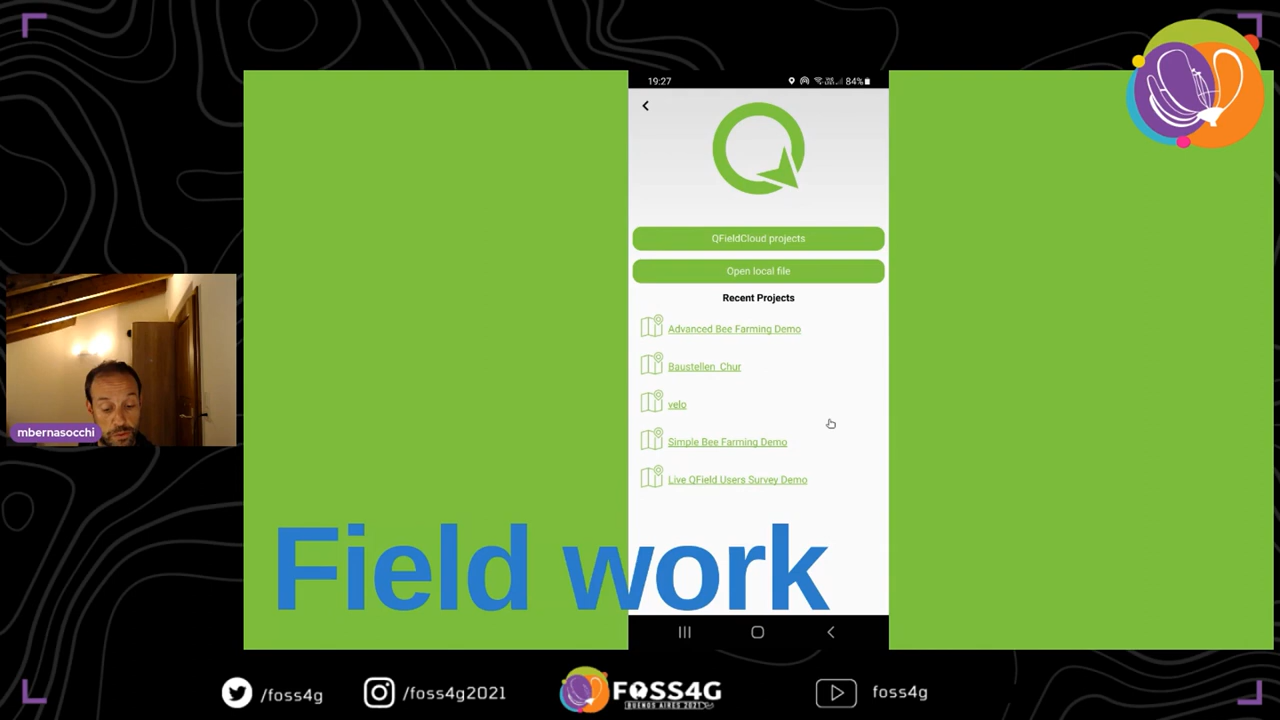 19:27
84%
QFieldCloud projects
Open local file
Recent Projects
Advanced Bee Farming Demo
Baustellen_Chur
velo
Simple Bee Farming Demo
Live QField Users Survey Demo
mbernasocchi
Field work
/foss4g
/foss4g2021
FOSS4G
BUENOS AIRES 2021
foss4g